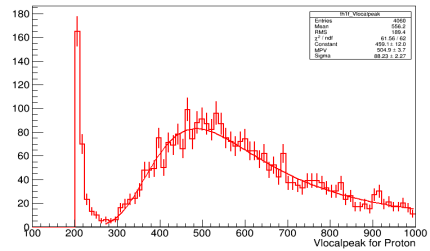 th1f_Vlocalpeak
Entries 4060
Mean 556.2
RMS 189.4
χ² / ndf 61.56 / 62
Constant 459.1± 12.0
MPV 504.9 ± 3.7
Sigma 88.23 ± 2.27
180
160
140
120
100
80
60
40
20
0
100 200 300 400 500 600 700 800 900 1000
Vlocalpeak for Proton